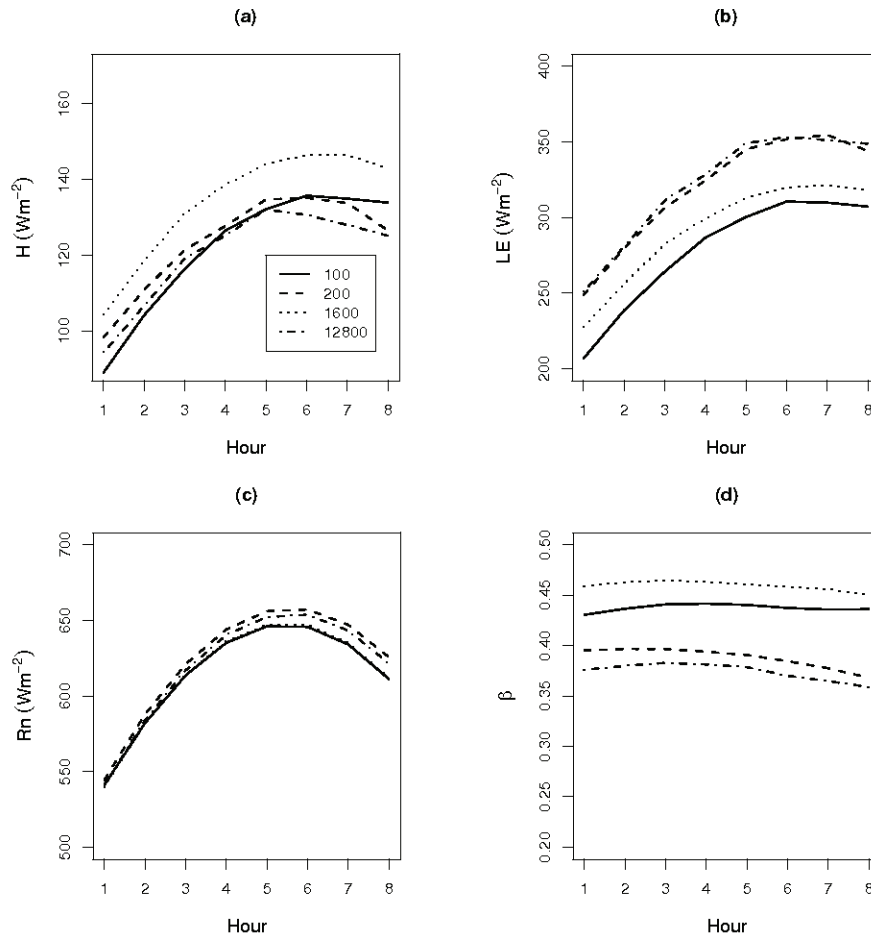 (a)
H (Wm⁻²)
100 120 140 160
100
200
1600
12800
1 2 3 4 5 6 7 8
Hour
(b)
LE (Wm⁻²)
200 250 300 350 400
1 2 3 4 5 6 7 8
Hour
(c)
Rn (Wm⁻²)
500 550 600 650 700
1 2 3 4 5 6 7 8
Hour
(d)
β
0.20 0.25 0.30 0.35 0.40 0.45 0.50
1 2 3 4 5 6 7 8
Hour